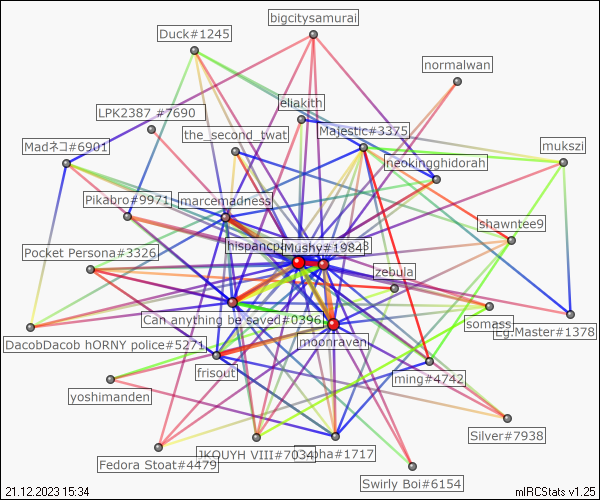 bigcitysamurai
Duck#1245
normalwan
eliakith
LPK2387 #7690
the_second_twat
Majestic#3375
Madネコ#6901
mukszi
neokingghidorah
Pikabro#9971
marcemadness
shawntee9
hispancp
Mushy#1984
Pocket Persona#3326
zebula
somass
Can anything be saved#0396
Lg.Master#1378
moonraven
DacobDacob hORNY police#5271
frisout
ming#4742
yoshimanden
Silver#7938
JKOUYH VIII#7034
pha#1717
Fedora Stoat#4479
Swirly Boi#6154
21.12.2023 15:34
mIRCStats v1.25